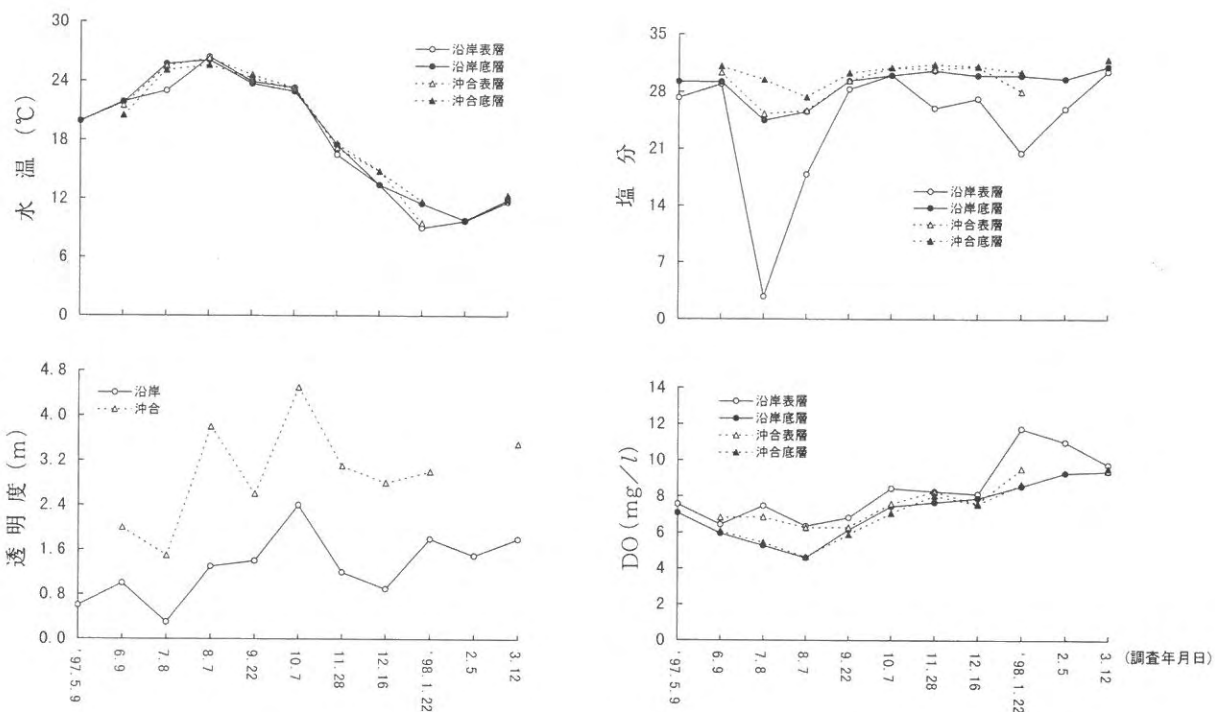 30
24
18
12
6
0
水温(℃)
沿岸表層
沿岸底層
沖合表層
沖合底層
35
28
21
14
7
0
塩分
沿岸表層
沿岸底層
沖合表層
沖合底層
4.8
4.0
3.2
2.4
1.6
0.8
0.0
透明度(m)
沿岸
沖合
'97.5.9
6.9
7.8
8.7
9.22
10.7
11.28
12.16
'98.1.22
2.5
3.12
14
12
10
8
6
4
2
0
DO(mg/l)
沿岸表層
沿岸底層
沖合表層
沖合底層
'97.5.9
6.9
7.8
8.7
9.22
10.7
11.28
12.16
'98.1.22
2.5
3.12
(調査年月日)